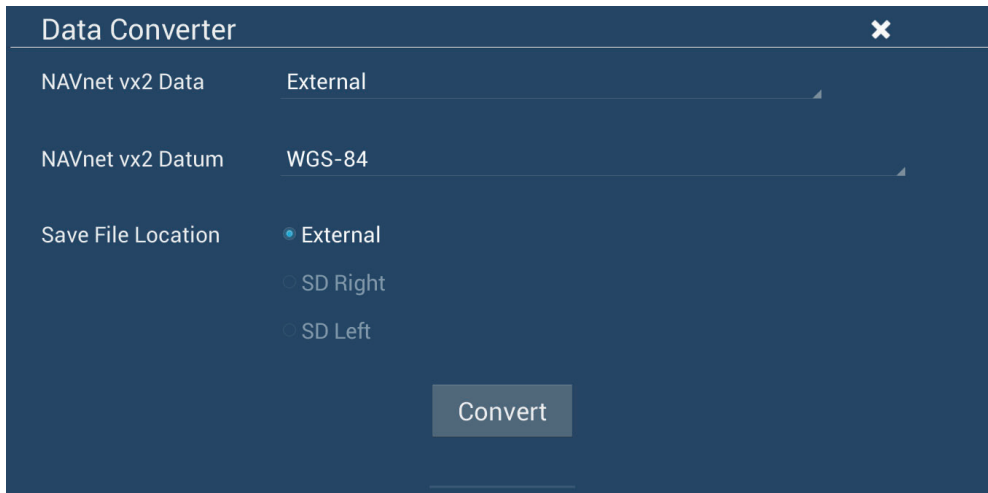 Data Converter
NAVnet vx2 Data External
NAVnet vx2 Datum WGS-84
Save File Location External
SD Right
SD Left
Convert